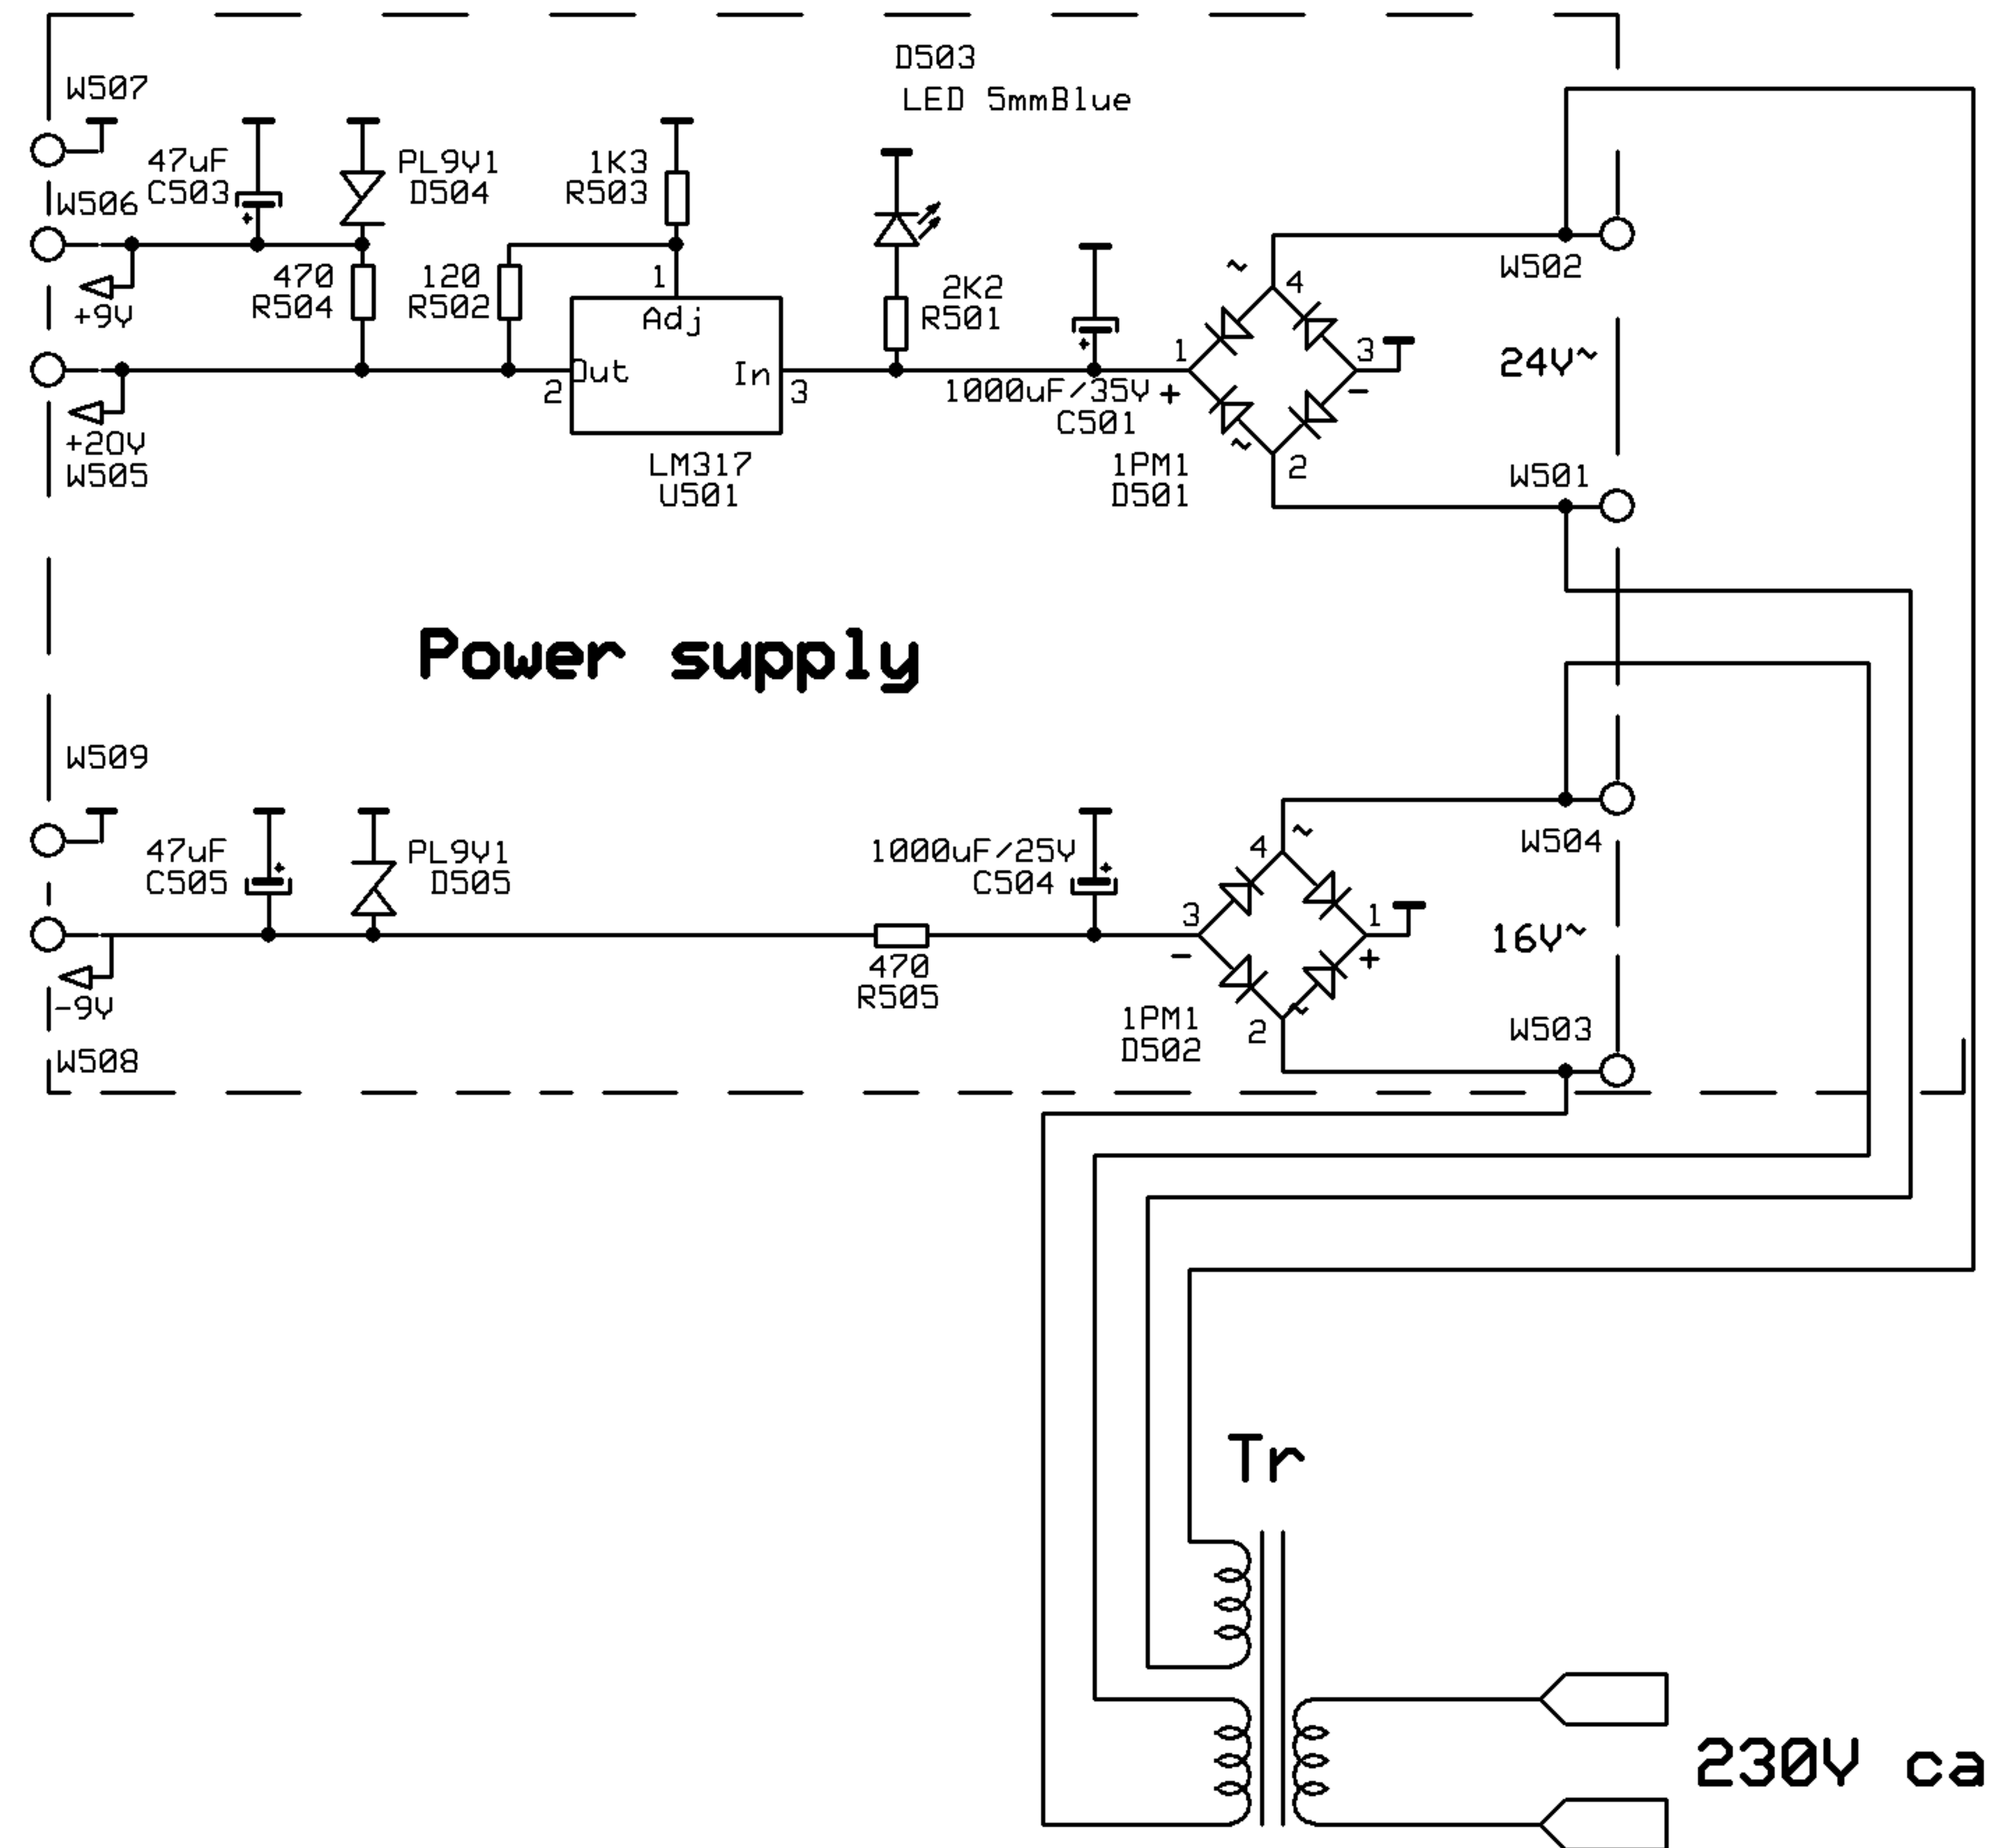 D503
LED 5mmBlue
W507
47uF
C503
PL9V1
D504
1K3
R503
W506
+9V
470
R504
120
R502
1
Adj
2K2
R501
~
4
W502
Out
In
2
3
1
3
24V~
1000uF/35V +
-
C501
+20V
W505
LM317
U501
1PM1
D501
~
2
W501
Power supply
W509
47uF
C505
PL9V1
D505
1000uF/25V
C504
4
~
W504
3
1
16V~
-
+
470
R505
-9V
W508
1PM1
D502
2
~
W503
Tr
230V ca